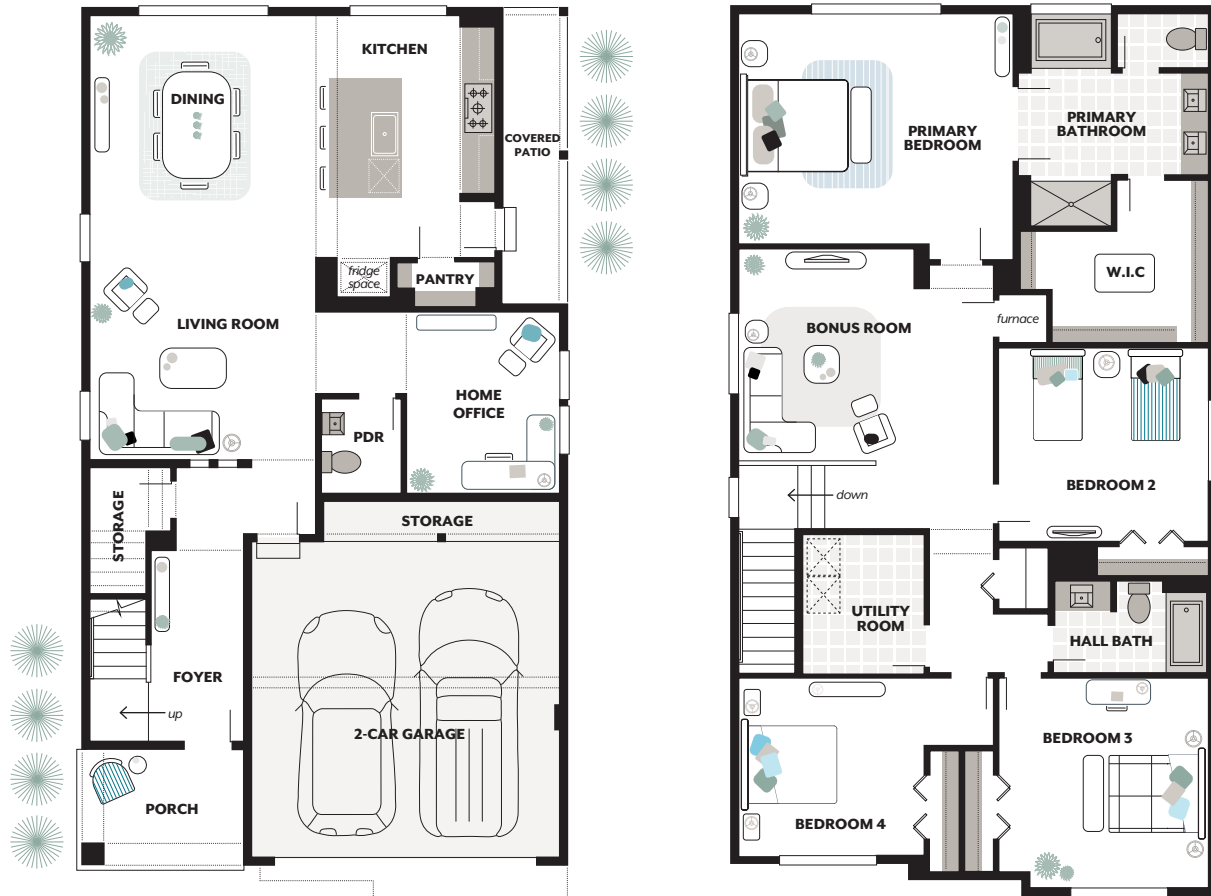 KITCHEN
DINING
COVERED
PATIO
fridge
space
PANTRY
LIVING ROOM
HOME
OFFICE
PDR
STORAGE
STORAGE
FOYER
up
2-CAR GARAGE
PORCH
PRIMARY
BEDROOM
PRIMARY
BATHROOM
W.I.C
BONUS ROOM
furnace
BEDROOM 2
down
UTILITY
ROOM
HALL BATH
BEDROOM 3
BEDROOM 4